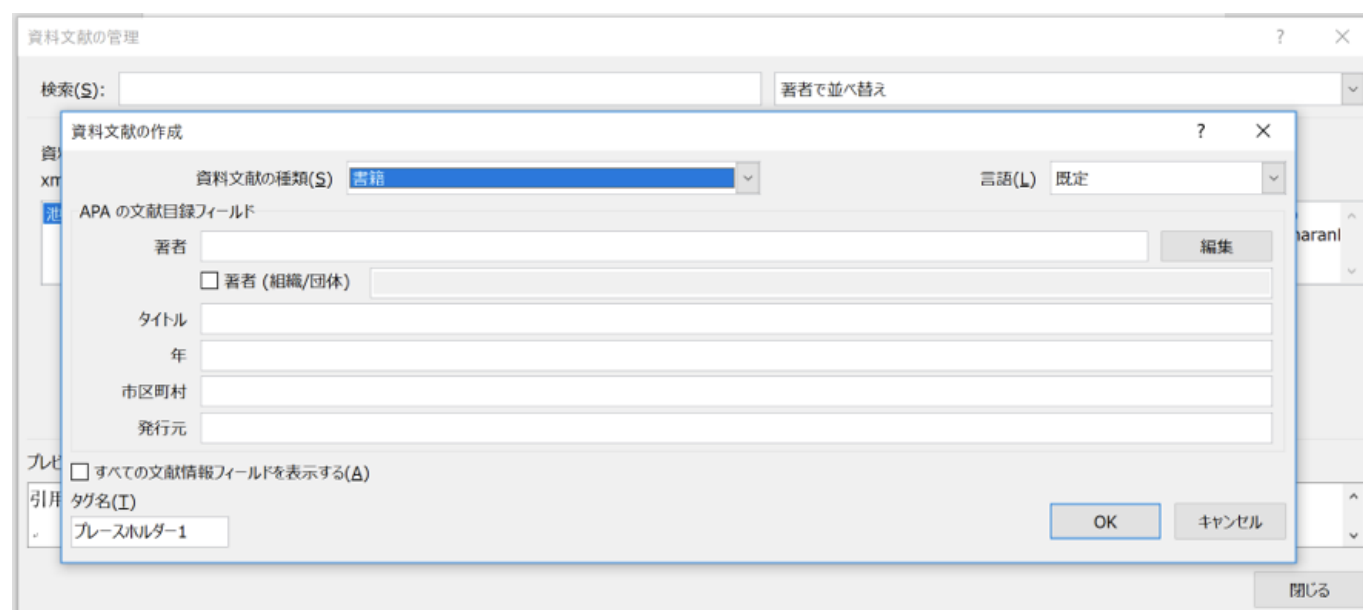 資料文献の管理
検索(S):
著者で並べ替え
資料文献の作成
資料文献の種類(S) 書籍
言語(L) 既定
APA の文献目録フィールド
著者
編集
著者 (組織/団体)
タイトル
年
市区町村
発行元
すべての文献情報フィールドを表示する(A)
引用
タグ名(T)
プレースホルダー1
OK
キャンセル
閉じる